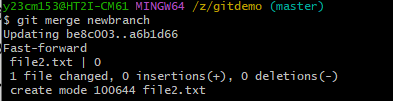 y23cm153@HT2I-CM61 MINGW64 /z/gitdemo (master)
$ git merge newbranch
Updating be8c003..a6b1d66
Fast-forward
 file2.txt | 0
 1 file changed, 0 insertions(+), 0 deletions(-)
 create mode 100644 file2.txt